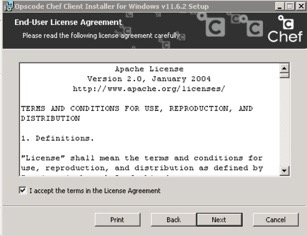 Opscode Chef Client Installer for Windows v11.6.2 Setup
End-User License Agreement
Please read the following license agreement carefully
Chef
Apache License
Version 2.0, January 2004
http://www.apache.org/licenses/
TERMS AND CONDITIONS FOR USE, REPRODUCTION, AND
DISTRIBUTION
1. Definitions.
"License" shall mean the terms and conditions for
use, reproduction, and distribution as defined by
I accept the terms in the License Agreement
Print
Back
Next
Cancel